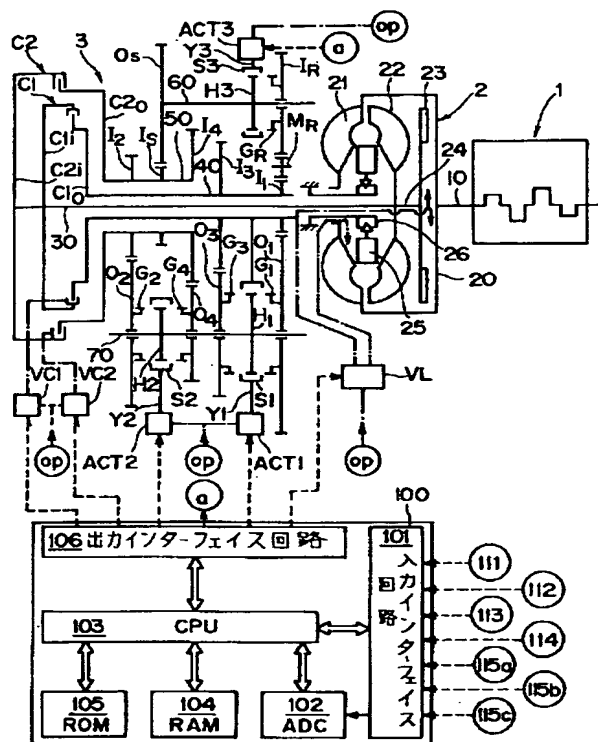 ACT3
op
a
C2
3
Os
Y3
S3
IR
H3
60
C1
C2o
C1i
I2
IS
50
I4
GR
MR
I3
I1
40
C2i
C1o
30
21
22
23
2
24
1
10
26
25
20
O2
G2
G4
O3
G3
O1
G1
O4
70
H2
H1
S2
S1
Y2
Y1
VC1
VC2
VL
op
op
op
ACT2
ACT1
a
100
106 出力インターフェイス回路
101
入力インターフェイス回路
103 CPU
105 ROM
104 RAM
102 ADC
111
112
113
114
115a
115b
115c